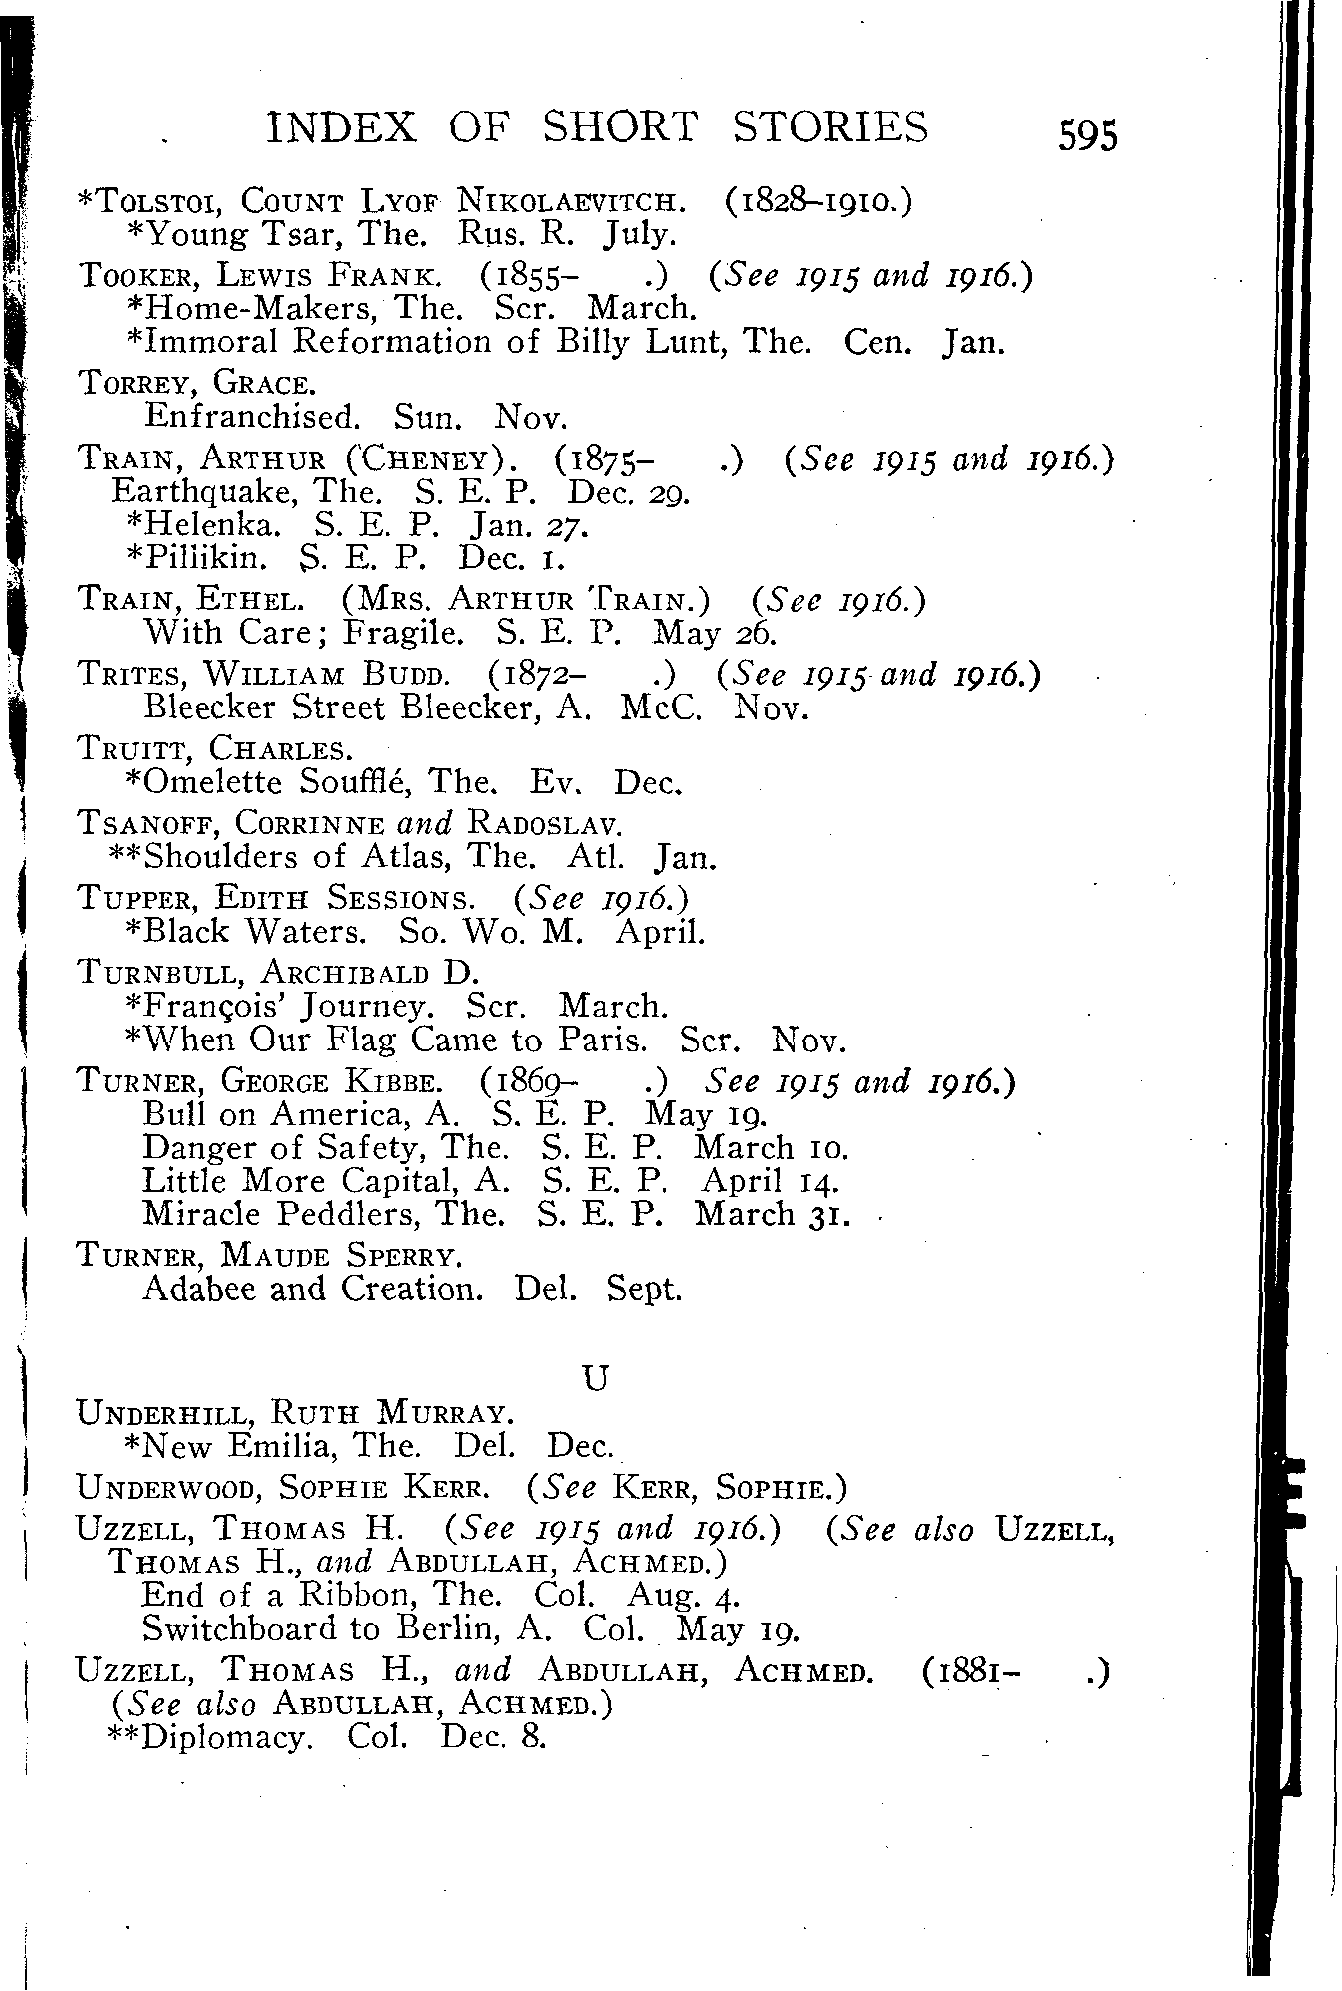 INDEX OF SHORT STORIES 595
*TOLSTOI, COUNT LYOF NIKOLAEVITCH. (1828–1910.)
*Young Tsar, The. Rus. R. July.
TOOKER, LEWIS FRANK. (1855– .) (See 1915 and 1916.)
*Home-Makers, The. Scr. March.
*Immoral Reformation of Billy Lunt, The. Cen. Jan.
TORREY, GRACE.
Enfranchised. Sun. Nov.
TRAIN, ARTHUR (CHENEY). (1875– .) (See 1915 and 1916.)
Earthquake, The. S. E. P. Dec. 29.
*Helenka. S. E. P. Jan. 27.
*Pillikin. S. E. P. Dec. 1.
TRAIN, ETHEL. (MRS. ARTHUR TRAIN.) (See 1916.)
With Care; Fragile. S. E. P. May 26.
TRITES, WILLIAM BUDD. (1872– .) (See 1915 and 1916.)
Bleecker Street Bleecker, A. McC. Nov.
TRUITT, CHARLES.
*Omelette Soufflé, The. Ev. Dec.
TSANOFF, CORRINNE and RADOSLAV.
**Shoulders of Atlas, The. Atl. Jan.
TUPPER, EDITH SESSIONS. (See 1916.)
*Black Waters. So. Wo. M. April.
TURNBULL, ARCHIBALD D.
*François' Journey. Scr. March.
*When Our Flag Came to Paris. Scr. Nov.
TURNER, GEORGE KIBBE. (1869– .) See 1915 and 1916.)
Bull on America, A. S. E. P. May 19.
Danger of Safety, The. S. E. P. March 10.
Little More Capital, A. S. E. P. April 14.
Miracle Peddlers, The. S. E. P. March 31.
TURNER, MAUDE SPERRY.
Adabee and Creation. Del. Sept.
U
UNDERHILL, RUTH MURRAY.
*New Emilia, The. Del. Dec.
UNDERWOOD, SOPHIE KERR. (See KERR, SOPHIE.)
UZZELL, THOMAS H. (See 1915 and 1916.) (See also UZZELL,
THOMAS H., and ABDULLAH, ACHMED.)
End of a Ribbon, The. Col. Aug. 4.
Switchboard to Berlin, A. Col. May 19.
UZZELL, THOMAS H., and ABDULLAH, ACHMED. (1881– .)
(See also ABDULLAH, ACHMED.)
**Diplomacy. Col. Dec. 8.